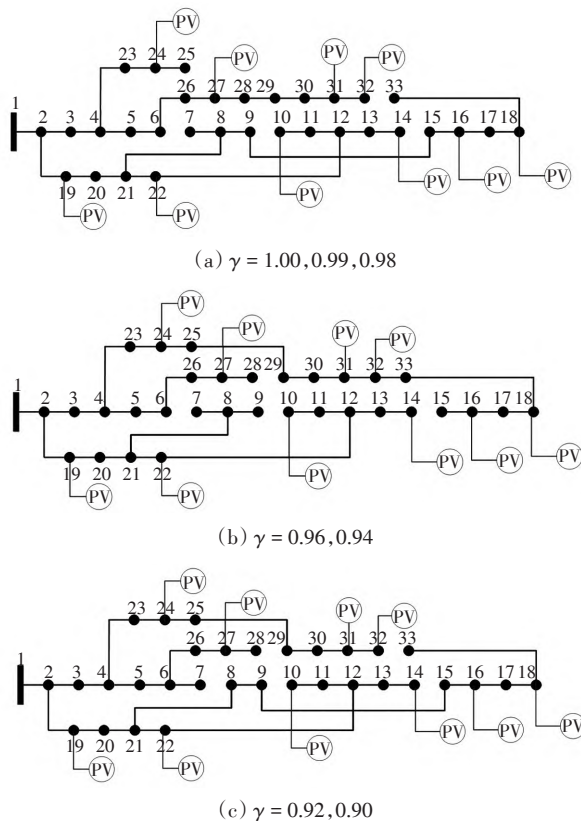 PV
23 24 25
PV
PV
PV
26 27 28 29 30 31 32 33
1
2 3 4 5 6 7 8 9 10 11 12 13 14 15 16 17 18
19 20 21 22
PV PV PV PV PV PV
(a) γ = 1.00,0.99,0.98
PV
23 24 25
PV
PV
PV
26 27 28 29 30 31 32 33
1
2 3 4 5 6 7 8 9 10 11 12 13 14 15 16 17 18
19 20 21 22
PV PV PV PV PV PV
(b) γ = 0.96,0.94
PV
23 24 25
PV
PV
PV
26 27 28 29 30 31 32 33
1
2 3 4 5 6 7 8 9 10 11 12 13 14 15 16 17 18
19 20 21 22
PV PV PV PV PV PV
(c) γ = 0.92,0.90